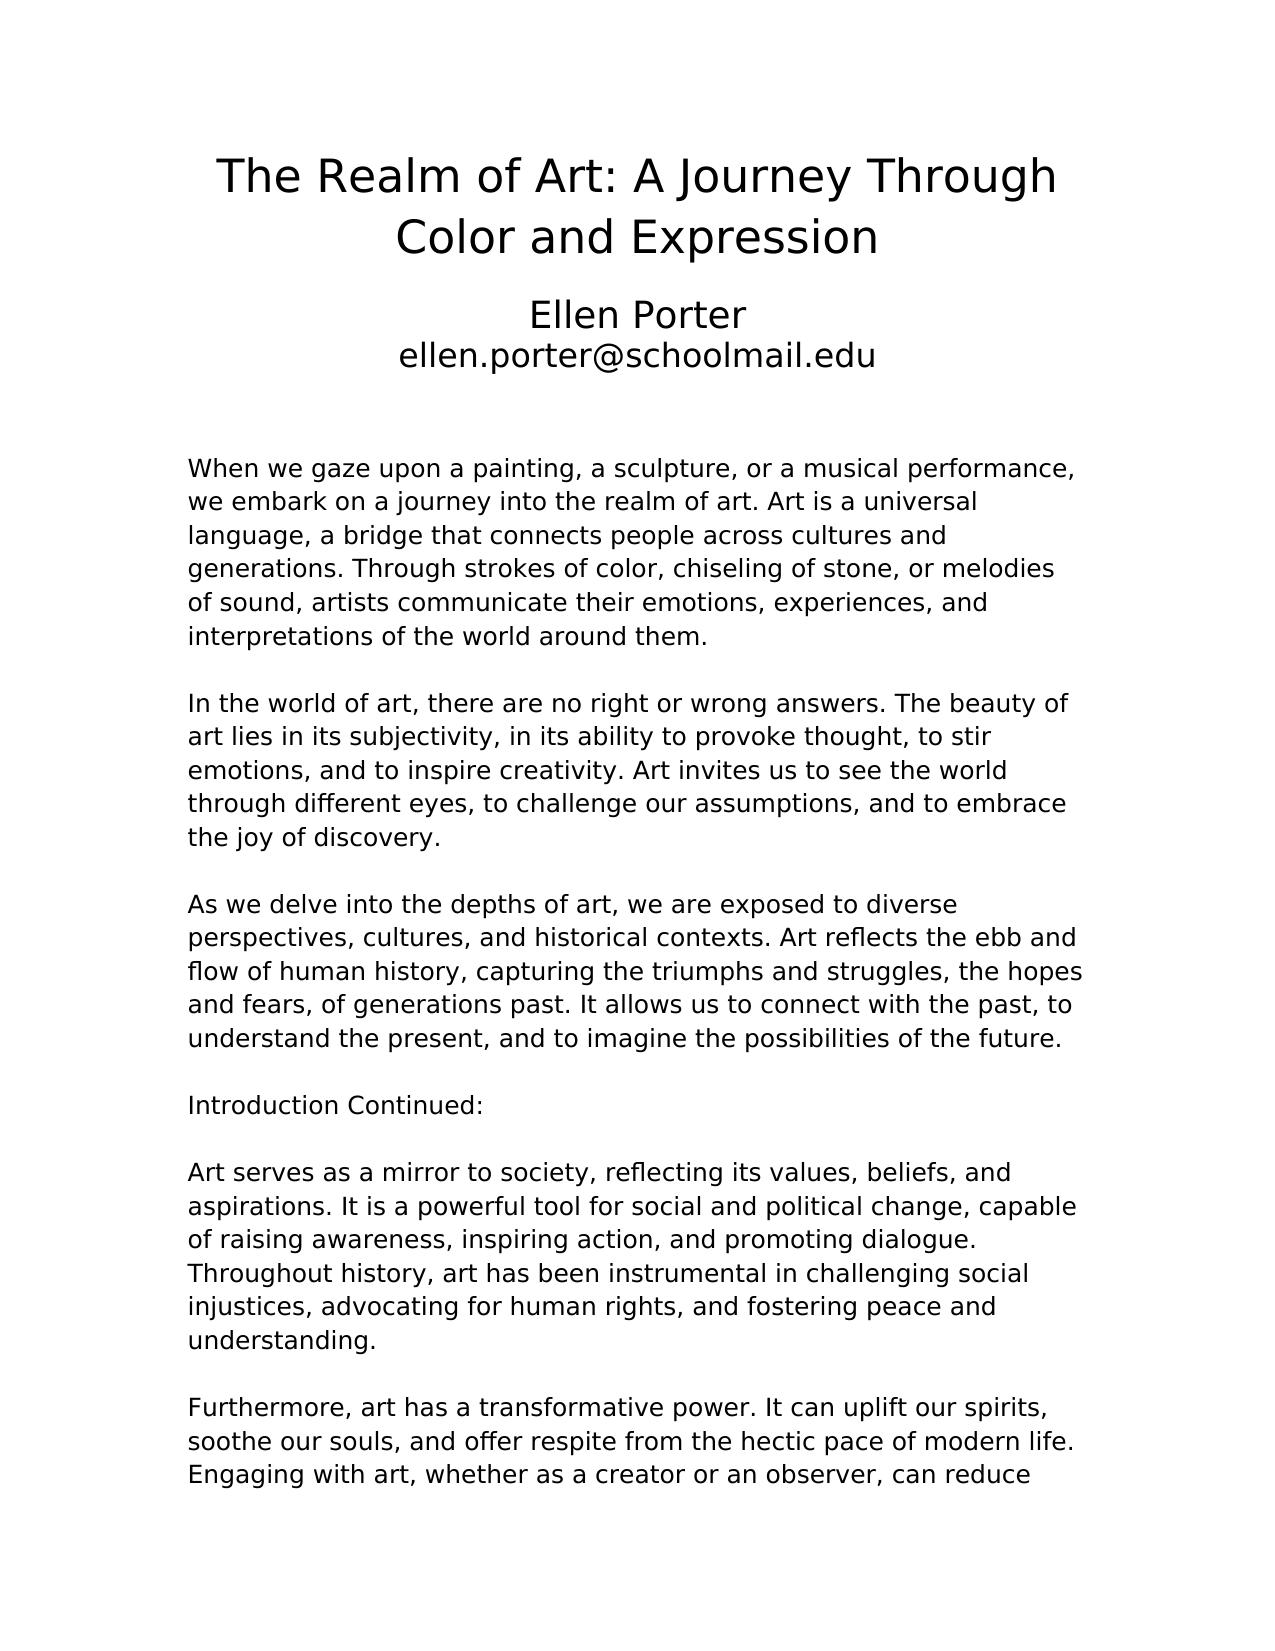 The Realm of Art: A Journey Through
Color and Expression
Ellen Porter
ellen.porter@schoolmail.edu
When we gaze upon a painting, a sculpture, or a musical performance,
we embark on a journey into the realm of art. Art is a universal
language, a bridge that connects people across cultures and
generations. Through strokes of color, chiseling of stone, or melodies
of sound, artists communicate their emotions, experiences, and
interpretations of the world around them.
In the world of art, there are no right or wrong answers. The beauty of
art lies in its subjectivity, in its ability to provoke thought, to stir
emotions, and to inspire creativity. Art invites us to see the world
through different eyes, to challenge our assumptions, and to embrace
the joy of discovery.
As we delve into the depths of art, we are exposed to diverse
perspectives, cultures, and historical contexts. Art reflects the ebb and
flow of human history, capturing the triumphs and struggles, the hopes
and fears, of generations past. It allows us to connect with the past, to
understand the present, and to imagine the possibilities of the future.
Introduction Continued:
Art serves as a mirror to society, reflecting its values, beliefs, and
aspirations. It is a powerful tool for social and political change, capable
of raising awareness, inspiring action, and promoting dialogue.
Throughout history, art has been instrumental in challenging social
injustices, advocating for human rights, and fostering peace and
understanding.
Furthermore, art has a transformative power. It can uplift our spirits,
soothe our souls, and offer respite from the hectic pace of modern life.
Engaging with art, whether as a creator or an observer, can reduce